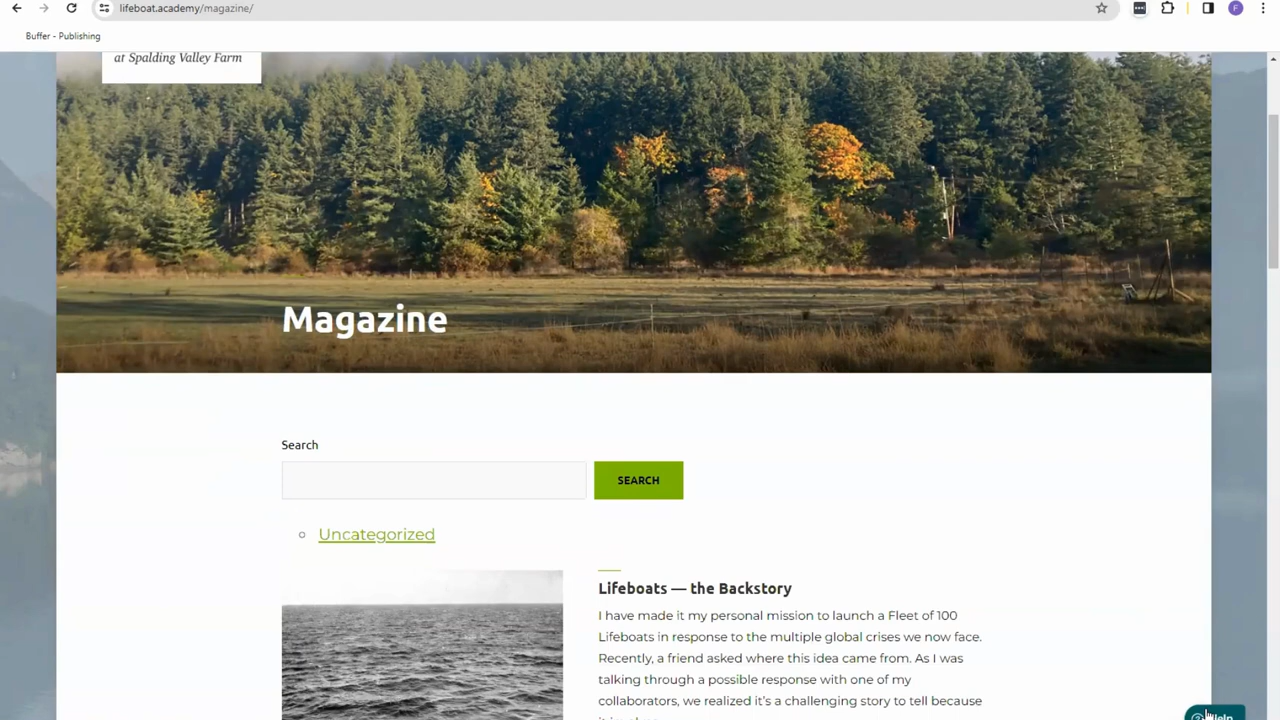 lifeboat.academy/magazine/
F
Buffer - Publishing
at Spalding Valley Farm
Magazine
Search
SEARCH
Uncategorized
Lifeboats — the Backstory
I have made it my personal mission to launch a Fleet of 100
Lifeboats in response to the multiple global crises we now face.
Recently, a friend asked where this idea came from. As I was
talking through a possible response with one of my
collaborators, we realized it's a challenging story to tell because
Help